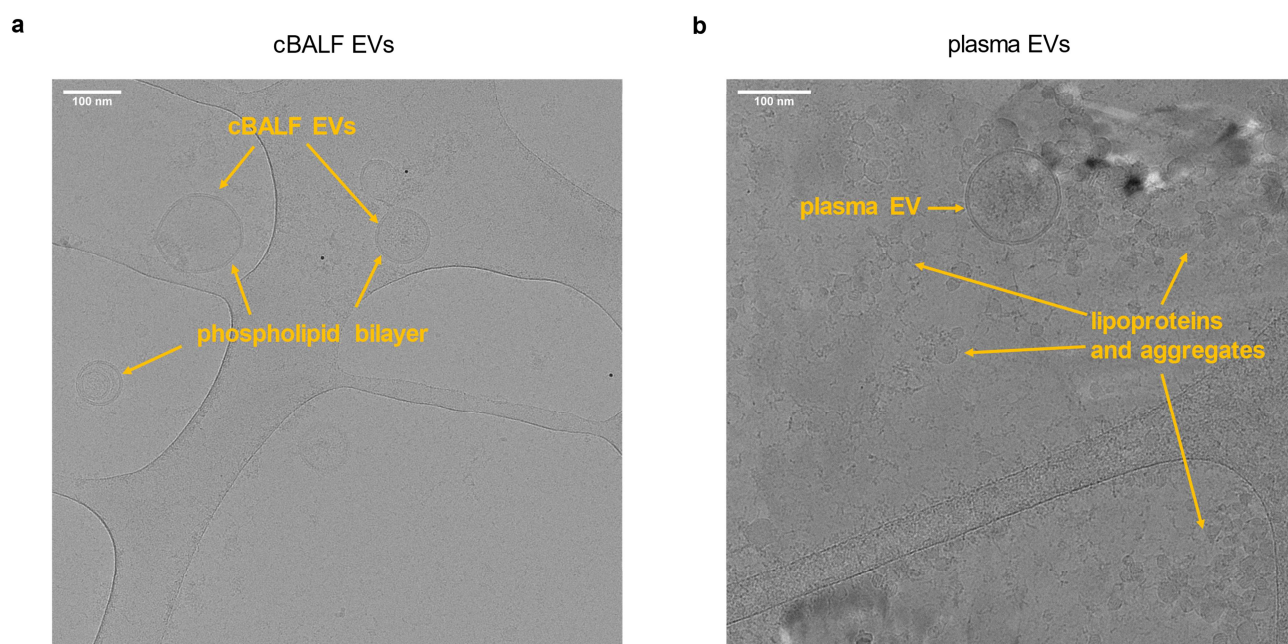 a
cBALF EVs
100 nm
cBALF EVs
phospholipid bilayer
b
plasma EVs
100 nm
plasma EV
lipoproteins
and aggregates